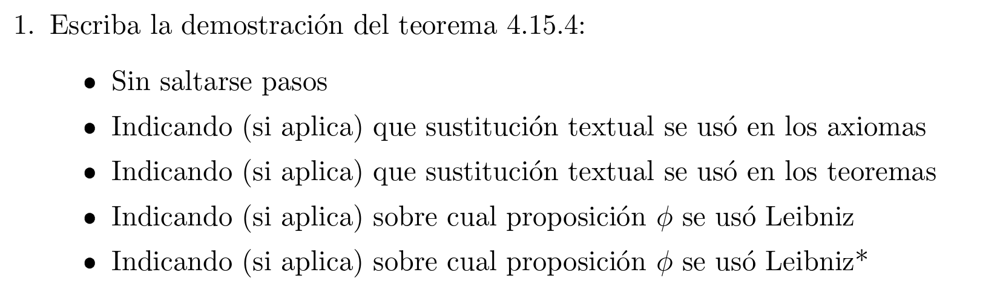 1. Escriba la demostración del teorema 4.15.4:
• Sin saltarse pasos
• Indicando (si aplica) que sustitución textual se usó en los axiomas
• Indicando (si aplica) que sustitución textual se usó en los teoremas
• Indicando (si aplica) sobre cual proposición ϕ se usó Leibniz
• Indicando (si aplica) sobre cual proposición ϕ se usó Leibniz*